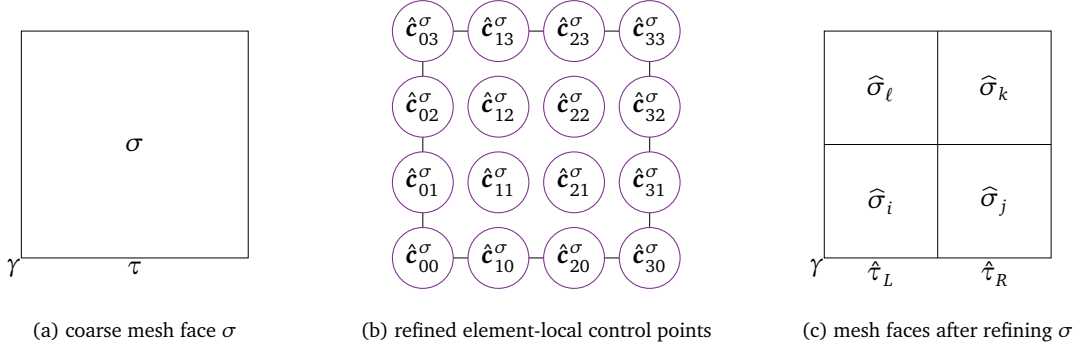 σ
γ
τ
(a) coarse mesh face σ
ĉ^σ_03 ĉ^σ_13 ĉ^σ_23 ĉ^σ_33
ĉ^σ_02 ĉ^σ_12 ĉ^σ_22 ĉ^σ_32
ĉ^σ_01 ĉ^σ_11 ĉ^σ_21 ĉ^σ_31
ĉ^σ_00 ĉ^σ_10 ĉ^σ_20 ĉ^σ_30
(b) refined element-local control points
σ̂_ℓ σ̂_k
σ̂_i σ̂_j
γ
τ̂_L τ̂_R
(c) mesh faces after refining σ